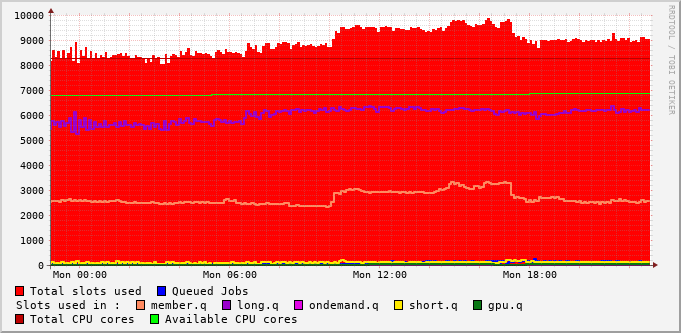 10000
9000
8000
7000
6000
5000
4000
3000
2000
1000
0
Mon 00:00 Mon 06:00 Mon 12:00 Mon 18:00
Total slots used Queued Jobs
Slots used in : member.q long.q ondemand.q short.q gpu.q
Total CPU cores Available CPU cores
RRDTOOL / TOBI OETIKER